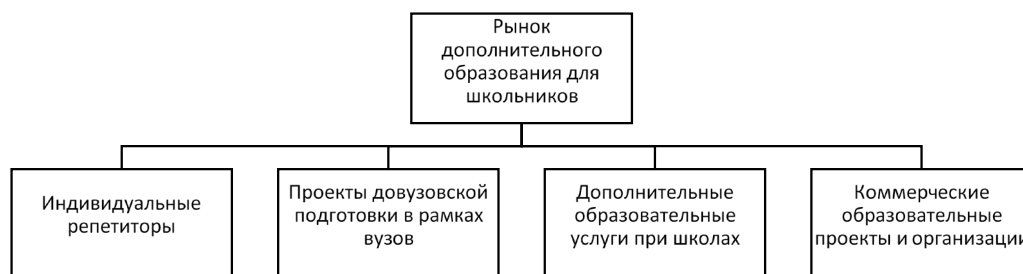 Рынок
дополнительного
образования для
школьников
Индивидуальные
репетиторы
Проекты довузовской
подготовки в рамках
вузов
Дополнительные
образовательные
услуги при школах
Коммерческие
образовательные
проекты и организации